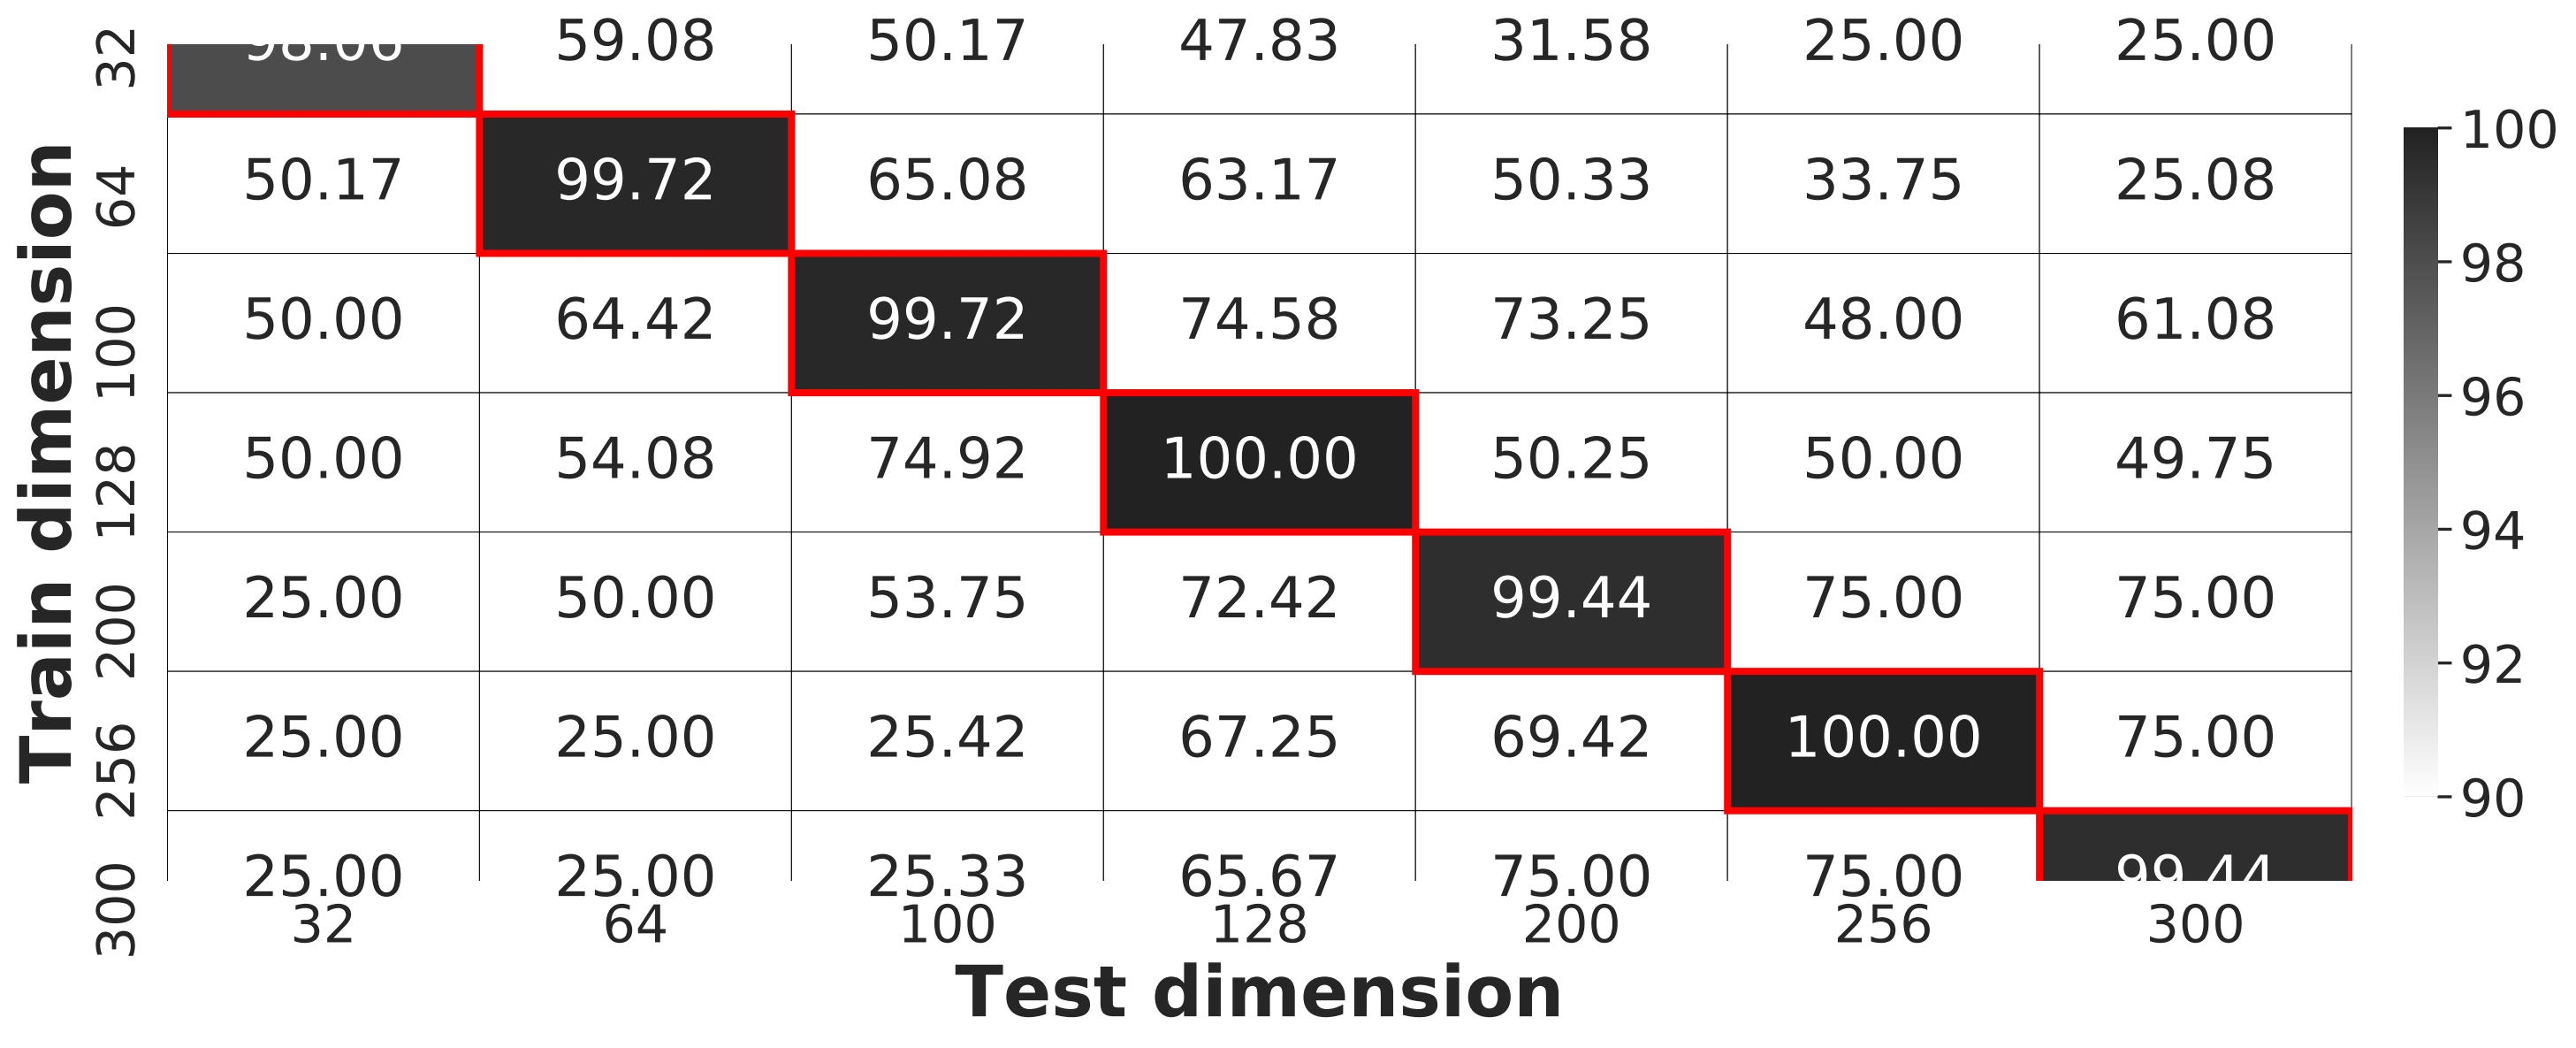 32 98.06 59.08 50.17 47.83 31.58 25.00 25.00
64 50.17 99.72 65.08 63.17 50.33 33.75 25.08
100 50.00 64.42 99.72 74.58 73.25 48.00 61.08
128 50.00 54.08 74.92 100.00 50.25 50.00 49.75
200 25.00 50.00 53.75 72.42 99.44 75.00 75.00
256 25.00 25.00 25.42 67.25 69.42 100.00 75.00
300 25.00 25.00 25.33 65.67 75.00 75.00 99.44
32 64 100 128 200 256 300
Test dimension
Train dimension
100
98
96
94
92
90